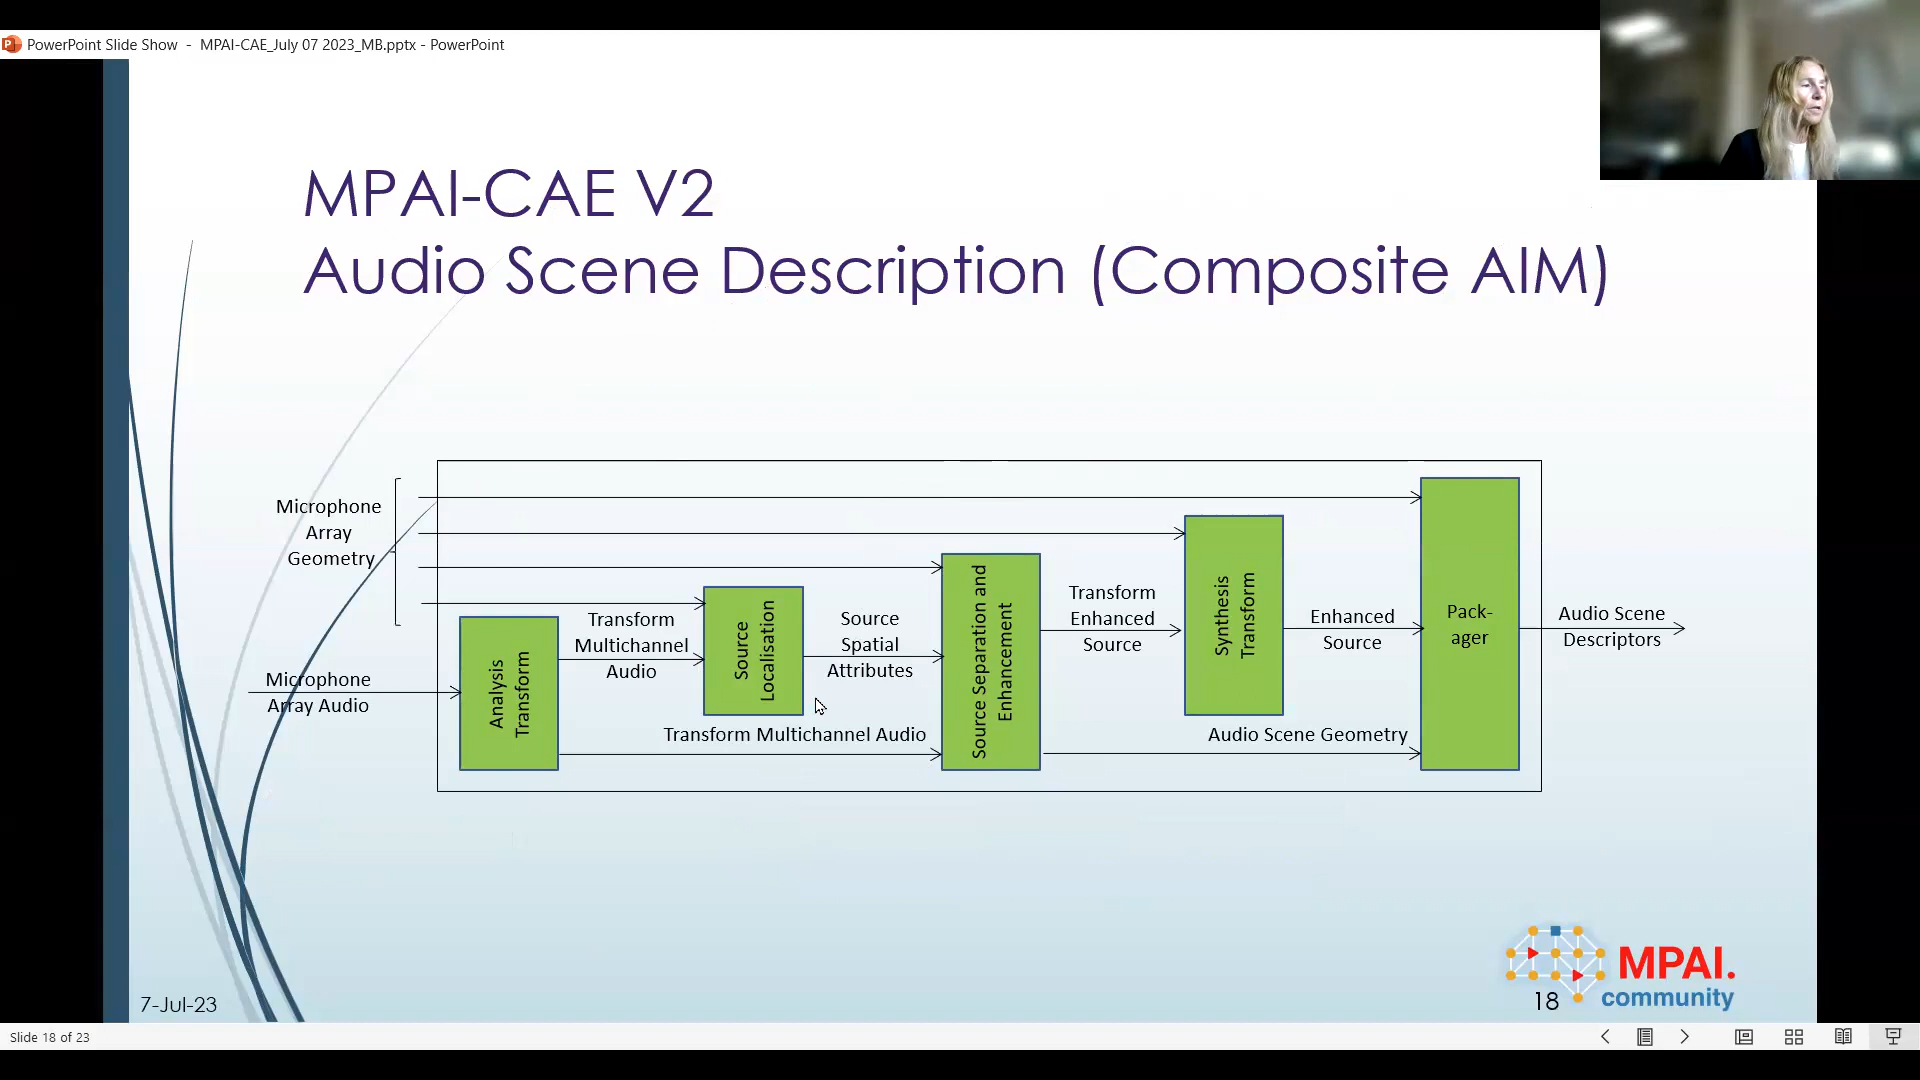 PowerPoint Slide Show - MPAI-CAE_July 07 2023_MB.pptx - PowerPoint
MPAI-CAE V2
Audio Scene Description (Composite AIM)
Microphone
Array
Geometry
Microphone
Array Audio
Analysis
Transform
Transform
Multichannel
Audio
Source
Localisation
Source
Spatial
Attributes
Transform Multichannel Audio
Source Separation and
Enhancement
Transform
Enhanced
Source
Synthesis
Transform
Enhanced
Source
Audio Scene Geometry
Pack-
ager
Audio Scene
Descriptors
7-Jul-23
18
MPAI.
community
Slide 18 of 23